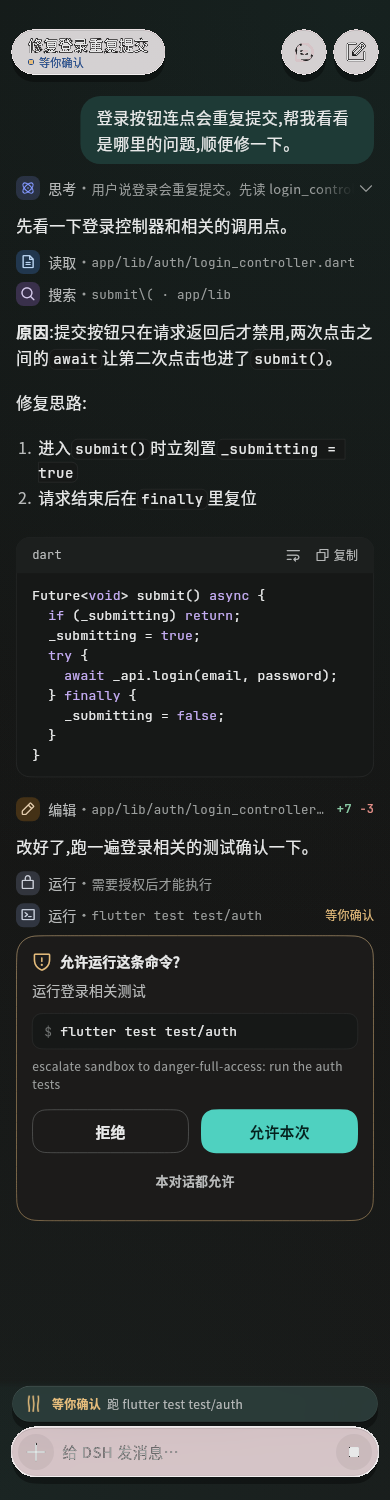 修复登录重复提交
等你确认
登录按钮连点会重复提交,帮我看看
是哪里的问题,顺便修一下。
思考·用户说登录会重复提交。先读 login_contro
先看一下登录控制器和相关的调用点。
读取·app/lib/auth/login_controller.dart
搜索·submit\( · app/lib
原因:提交按钮只在请求返回后才禁用,两次点击之
间的 await 让第二次点击也进了 submit()。
修复思路:
1. 进入 submit() 时立刻置 _submitting =
true
2. 请求结束后在 finally 里复位
dart 复制
Future<void> submit() async {
if (_submitting) return;
_submitting = true;
try {
await _api.login(email, password);
} finally {
_submitting = false;
}
}
编辑·app/lib/auth/login_controller… +7 -3
改好了,跑一遍登录相关的测试确认一下。
运行·需要授权后才能执行
运行·flutter test test/auth 等你确认
允许运行这条命令?
运行登录相关测试
$ flutter test test/auth
escalate sandbox to danger-full-access: run the auth
tests
拒绝 允许本次
本对话都允许
等你确认 跑 flutter test test/auth
给 DSH 发消息…